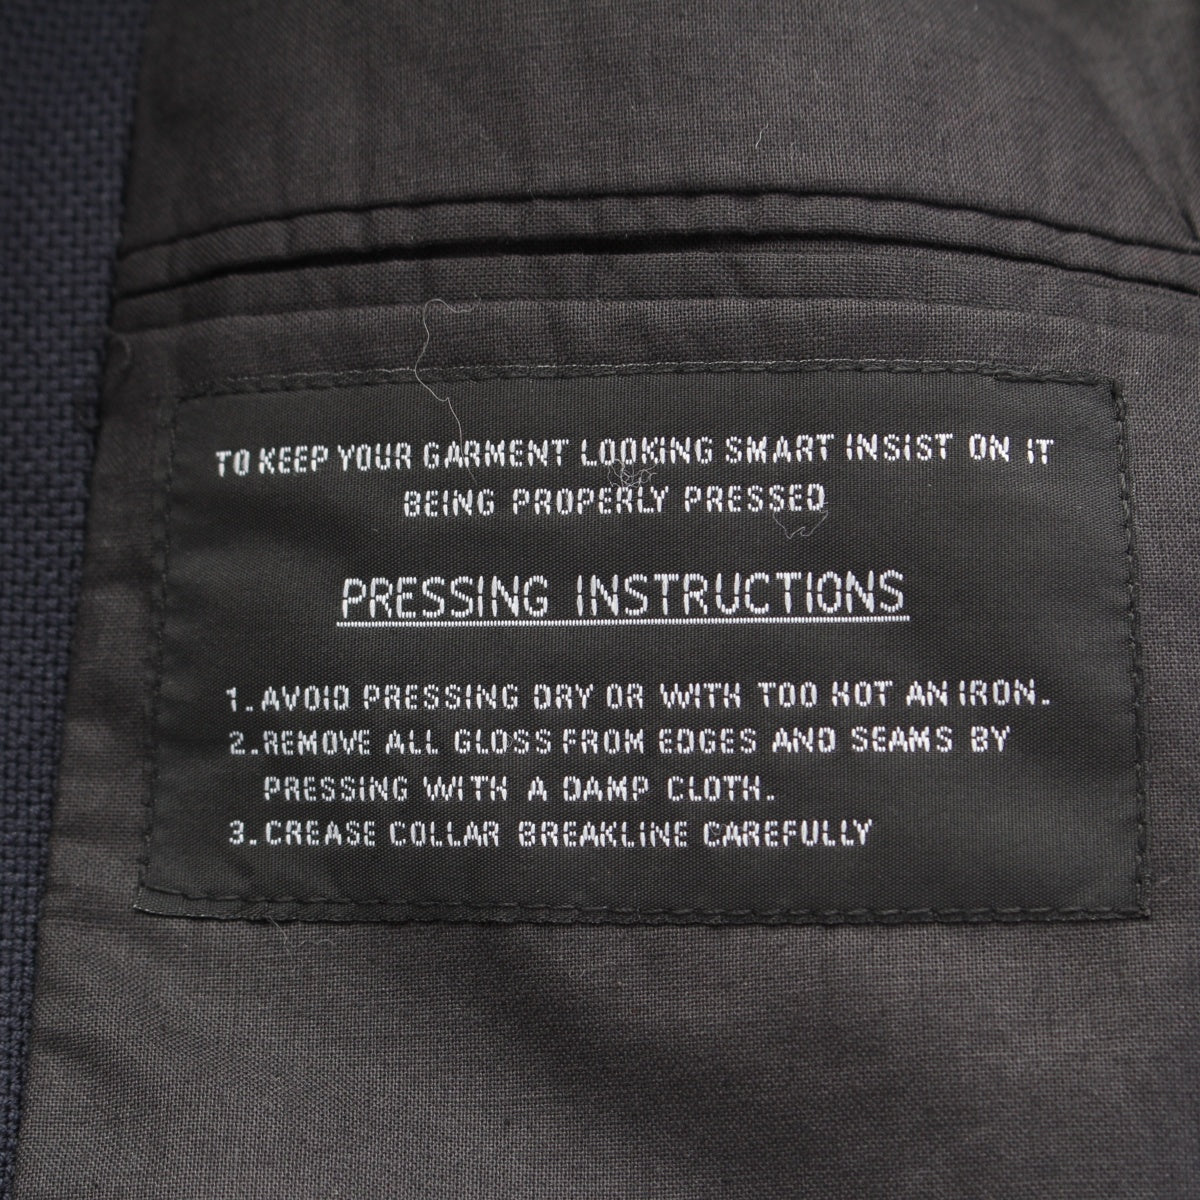 TO KEEP YOUR GARMENT LOOKING SMART INSIST ON IT
BEING PROPERLY PRESSED
PRESSING INSTRUCTIONS
1. AVOID PRESSING DRY OR WITH TOO HOT AN IRON.
2. REMOVE ALL GLOSS FROM EDGES AND SEAMS BY
PRESSING WITH A DAMP CLOTH.
3. CREASE COLLAR BREAKLINE CAREFULLY